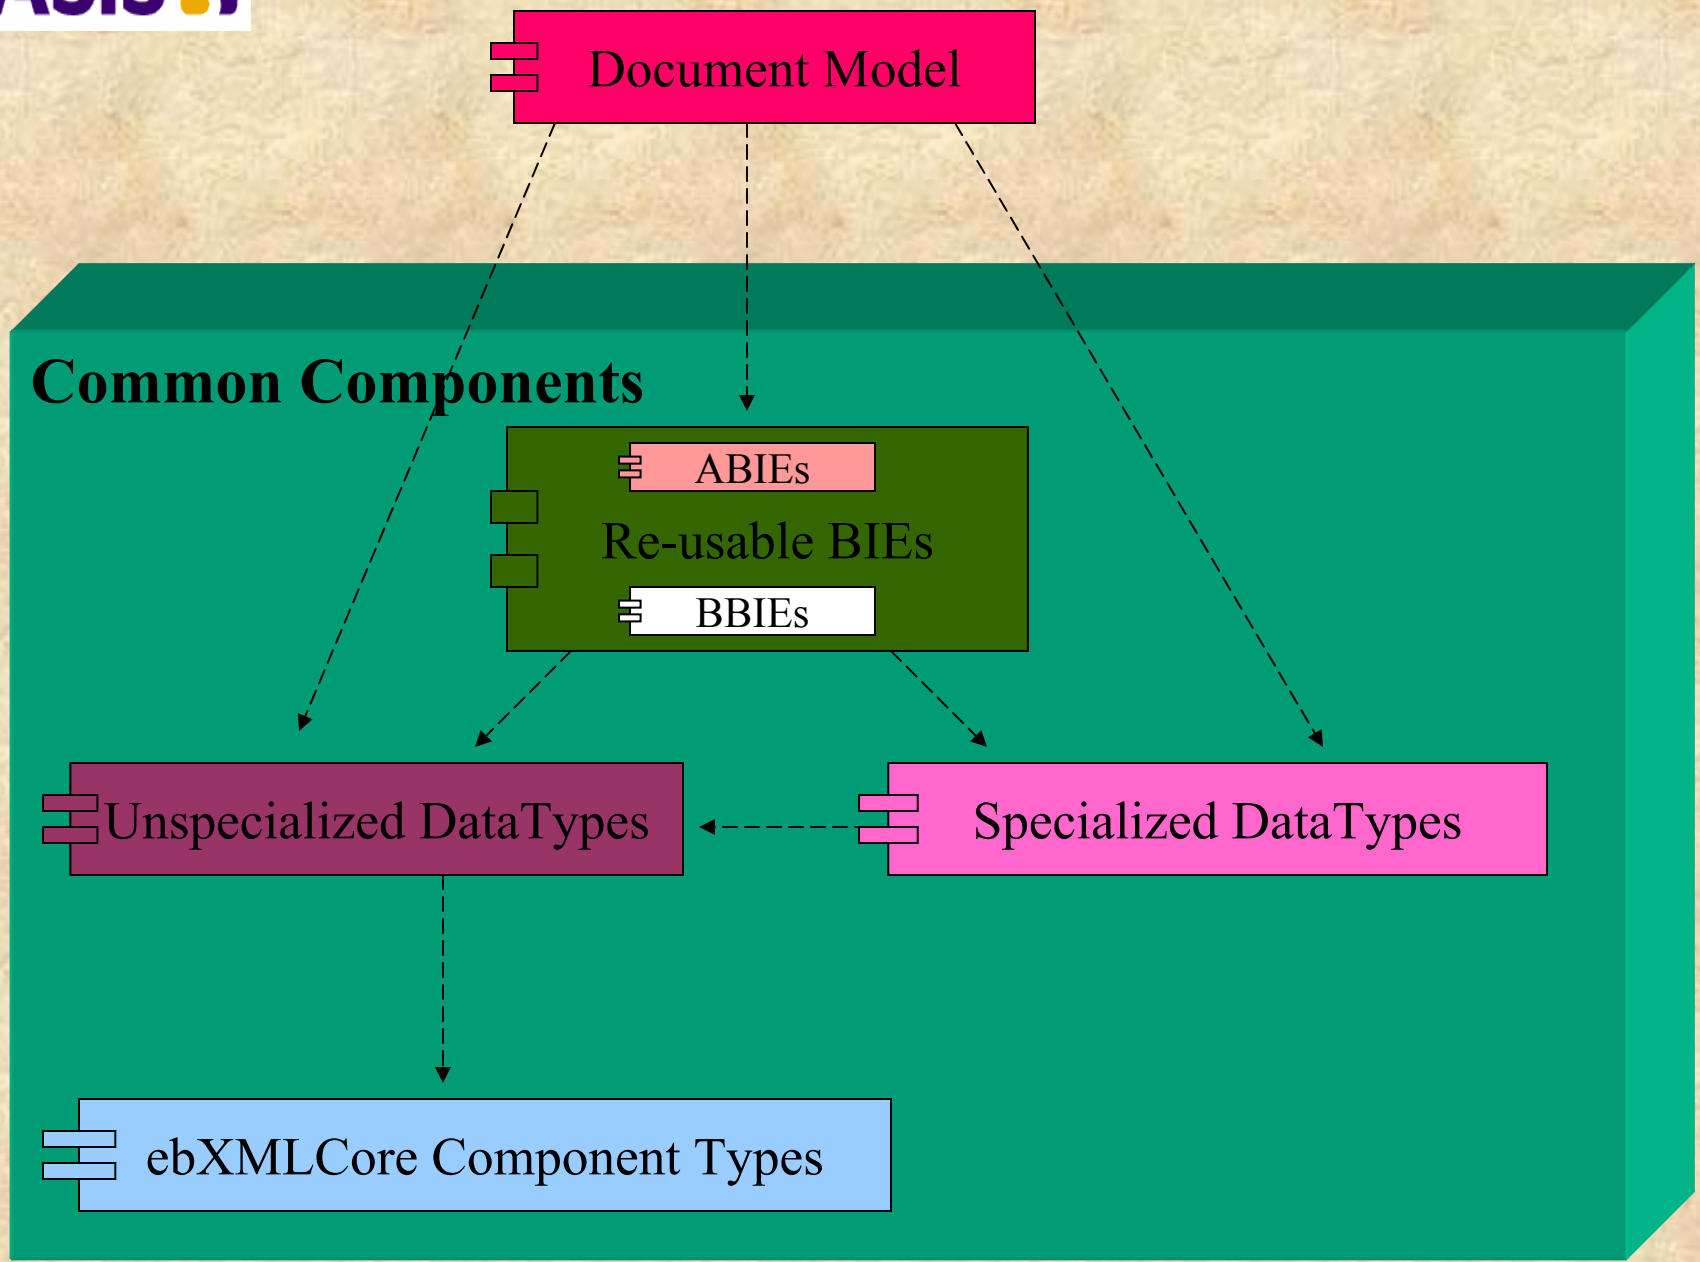 Document Model
Common Components
ABIEs
Re-usable BIEs
BBIEs
Unspecialized DataTypes
Specialized DataTypes
ebXMLCore Component Types